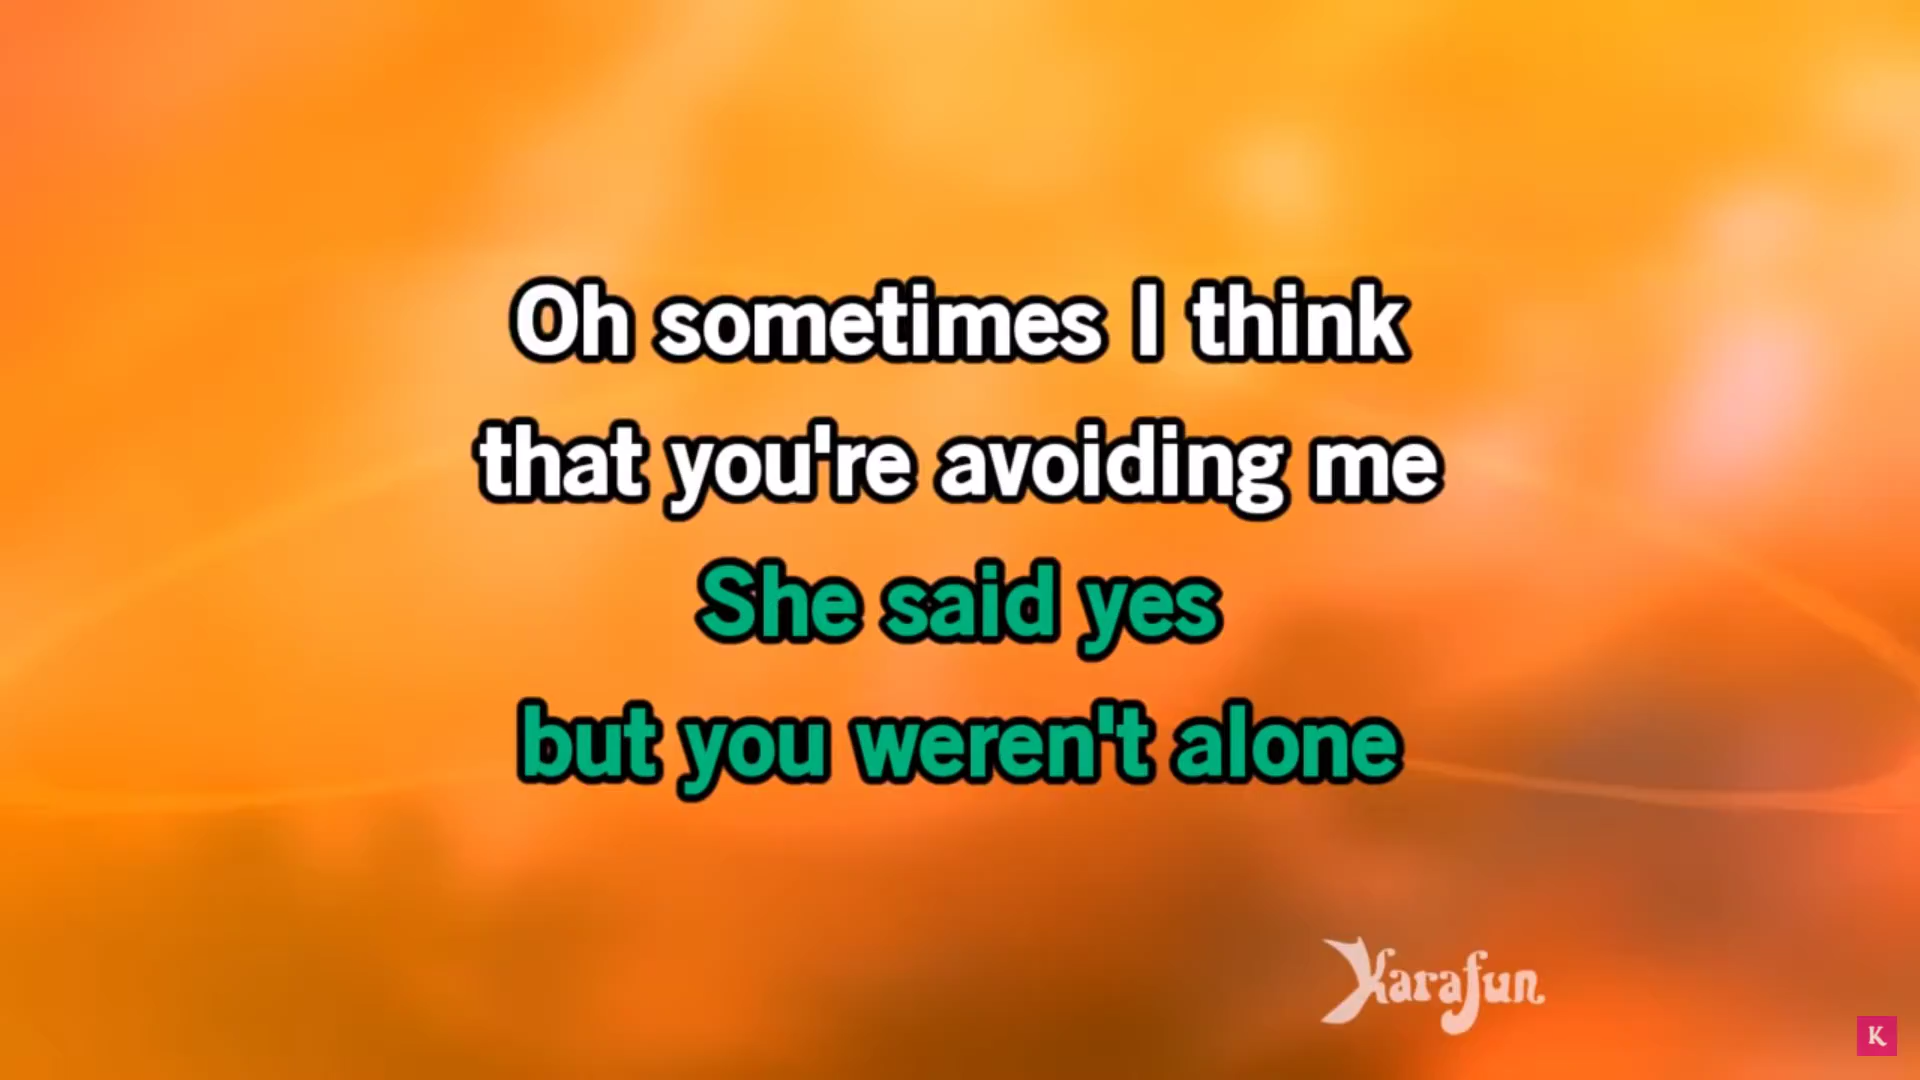 Oh sometimes I think
that you're avoiding me
She said yes
but you weren't alone
Karafun
K